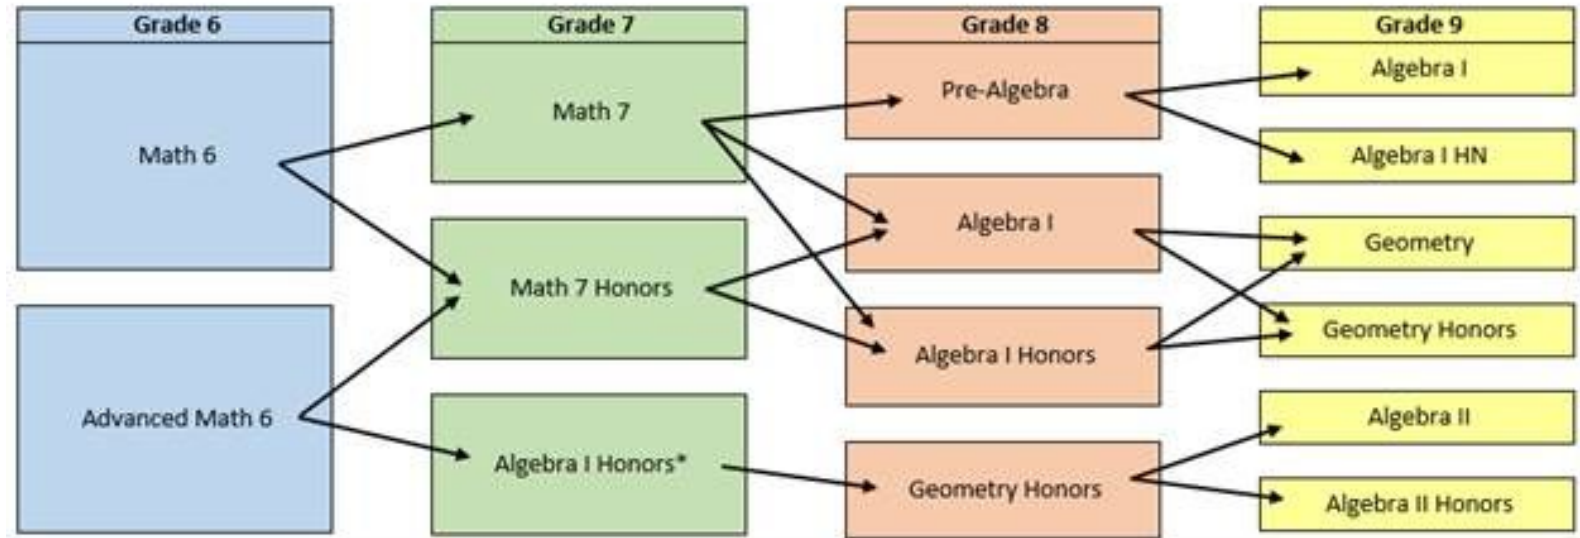 Grade 6
Math 6
Advanced Math 6
Grade 7
Math 7
Math 7 Honors
Algebra I Honors*
Grade 8
Pre-Algebra
Algebra I
Algebra I Honors
Geometry Honors
Grade 9
Algebra I
Algebra I HN
Geometry
Geometry Honors
Algebra II
Algebra II Honors